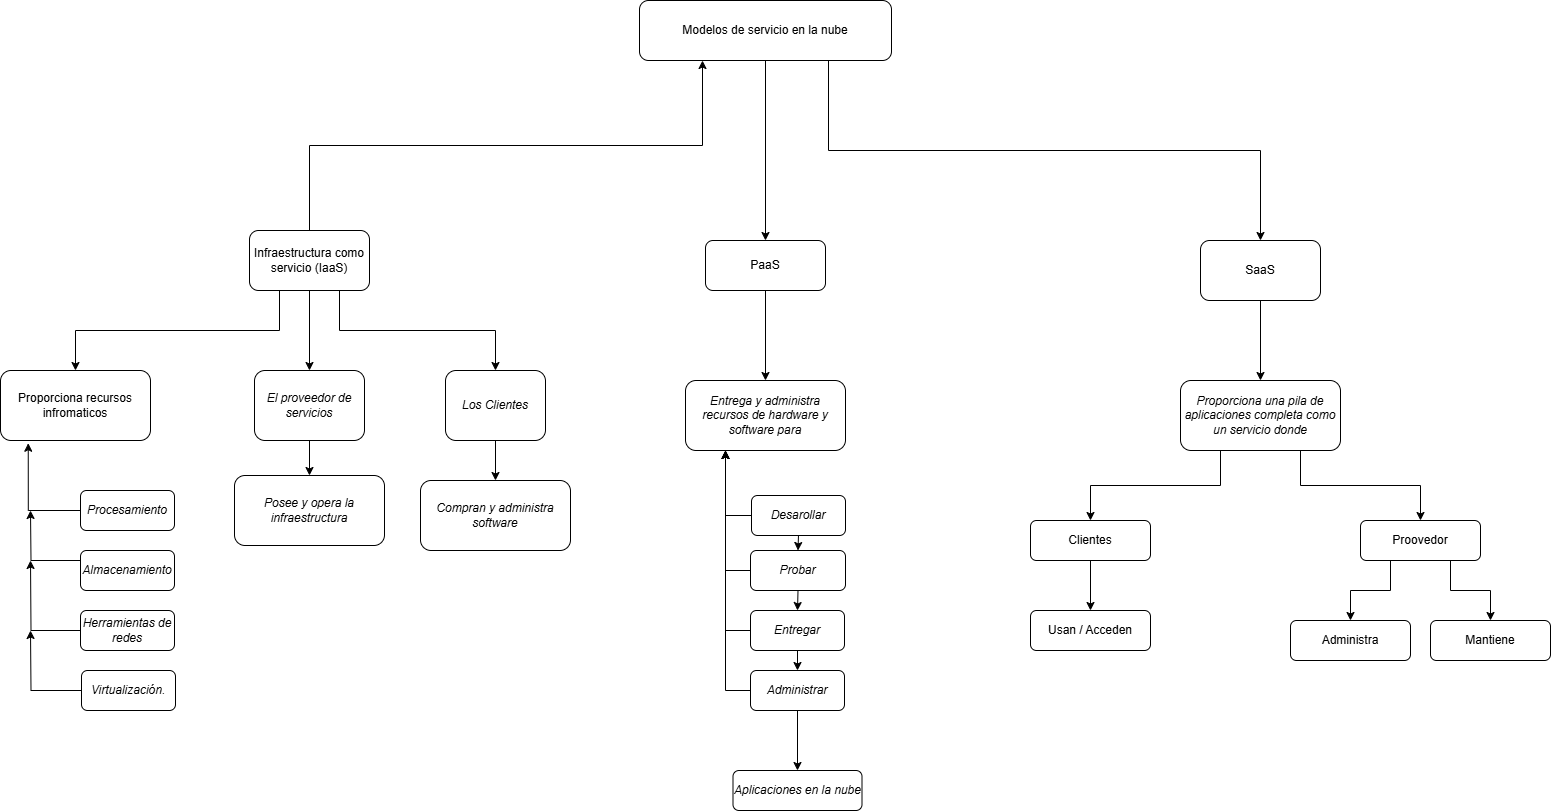 Modelos de servicio en la nube
Infraestructura como
servicio (IaaS)
PaaS
SaaS
Proporciona recursos
infromaticos
El proveedor de
servicios
Los Clientes
Entrega y administra
recursos de hardware y
software para
Proporciona una pila de
aplicaciones completa como
un servicio donde
Procesamiento
Almacenamiento
Herramientas de
redes
Virtualización.
Posee y opera la
infraestructura
Compran y administra
software
Desarollar
Probar
Entregar
Administrar
Aplicaciones en la nube
Clientes
Usan / Acceden
Proovedor
Administra
Mantiene